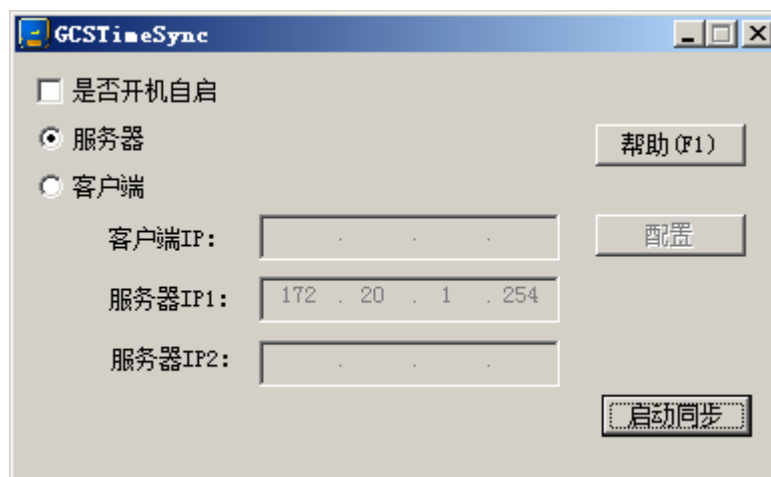 GCSTimeSync
是否开机自启
服务器
帮助(F1)
客户端
客户端IP: . . .
配置
服务器IP1: 172 . 20 . 1 . 254
服务器IP2: . . .
启动同步